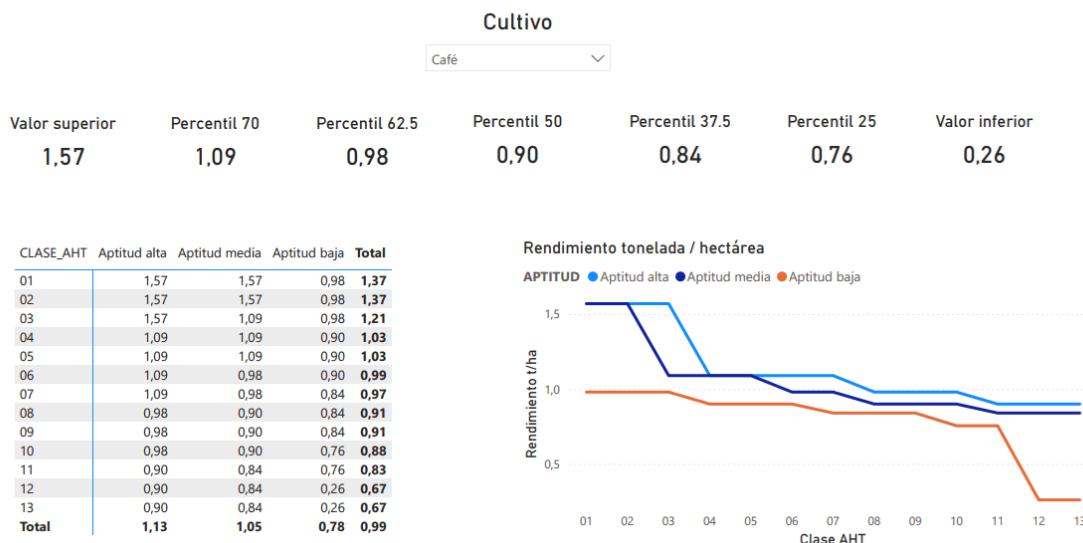 Cultivo
Café
Valor superior Percentil 70 Percentil 62.5 Percentil 50 Percentil 37.5 Percentil 25 Valor inferior
1,57 1,09 0,98 0,90 0,84 0,76 0,26
CLASE_AHT Aptitud alta Aptitud media Aptitud baja Total
01 1,57 1,57 0,98 1,37
02 1,57 1,57 0,98 1,37
03 1,57 1,09 0,98 1,21
04 1,09 1,09 0,90 1,03
05 1,09 1,09 0,90 1,03
06 1,09 0,98 0,90 0,99
07 1,09 0,98 0,84 0,97
08 0,98 0,90 0,84 0,91
09 0,98 0,90 0,84 0,91
10 0,98 0,90 0,76 0,88
11 0,90 0,84 0,76 0,83
12 0,90 0,84 0,26 0,67
13 0,90 0,84 0,26 0,67
Total 1,13 1,05 0,78 0,99
Rendimiento tonelada / hectárea
APTITUD Aptitud alta Aptitud media Aptitud baja
Rendimiento t/ha
1,5
1,0
0,5
01 02 03 04 05 06 07 08 09 10 11 12 13
Clase AHT